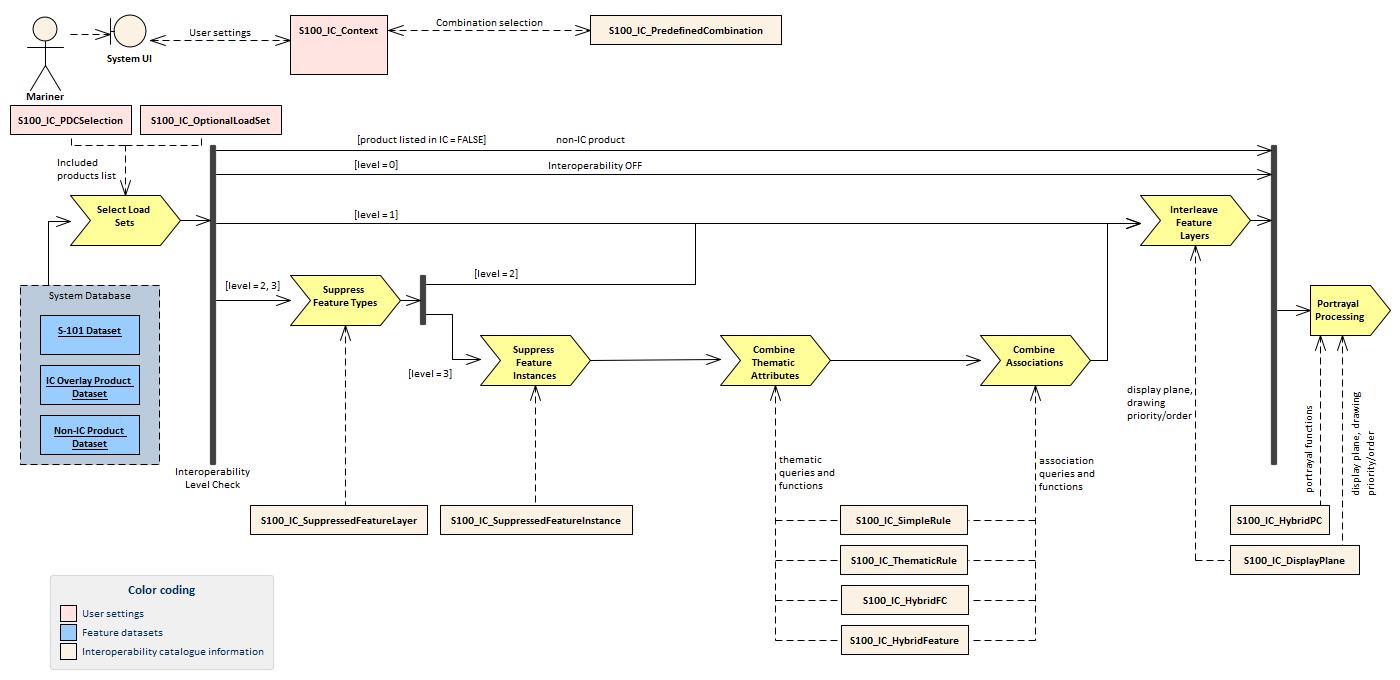 S100_IC_Context
Combination selection
S100_IC_PredefinedCombination
User settings
System UI
Mariner
S100_IC_PDCSelection
S100_IC_OptionalLoadSet
[product listed in IC = FALSE]
non-IC product
Included
products list
[level = 0]
Interoperability OFF
Select Load
Sets
[level = 1]
Interleave
Feature
Layers
[level = 2, 3]
Suppress
Feature Types
[level = 2]
System Database
S-101 Dataset
IC Overlay Product
Dataset
Non-IC Product
Dataset
Portrayal
Processing
[level = 3]
Suppress
Feature
Instances
Combine
Thematic
Attributes
Combine
Associations
display plane,
drawing
priority/order
portrayal functions
display plane, drawing
priority/order
Interoperability
Level Check
thematic
queries and
functions
association
queries and
functions
S100_IC_SuppressedFeatureLayer
S100_IC_SuppressedFeatureInstance
S100_IC_SimpleRule
S100_IC_ThematicRule
S100_IC_HybridFC
S100_IC_HybridFeature
S100_IC_HybridPC
S100_IC_DisplayPlane
Color coding
User settings
Feature datasets
Interoperability catalogue information